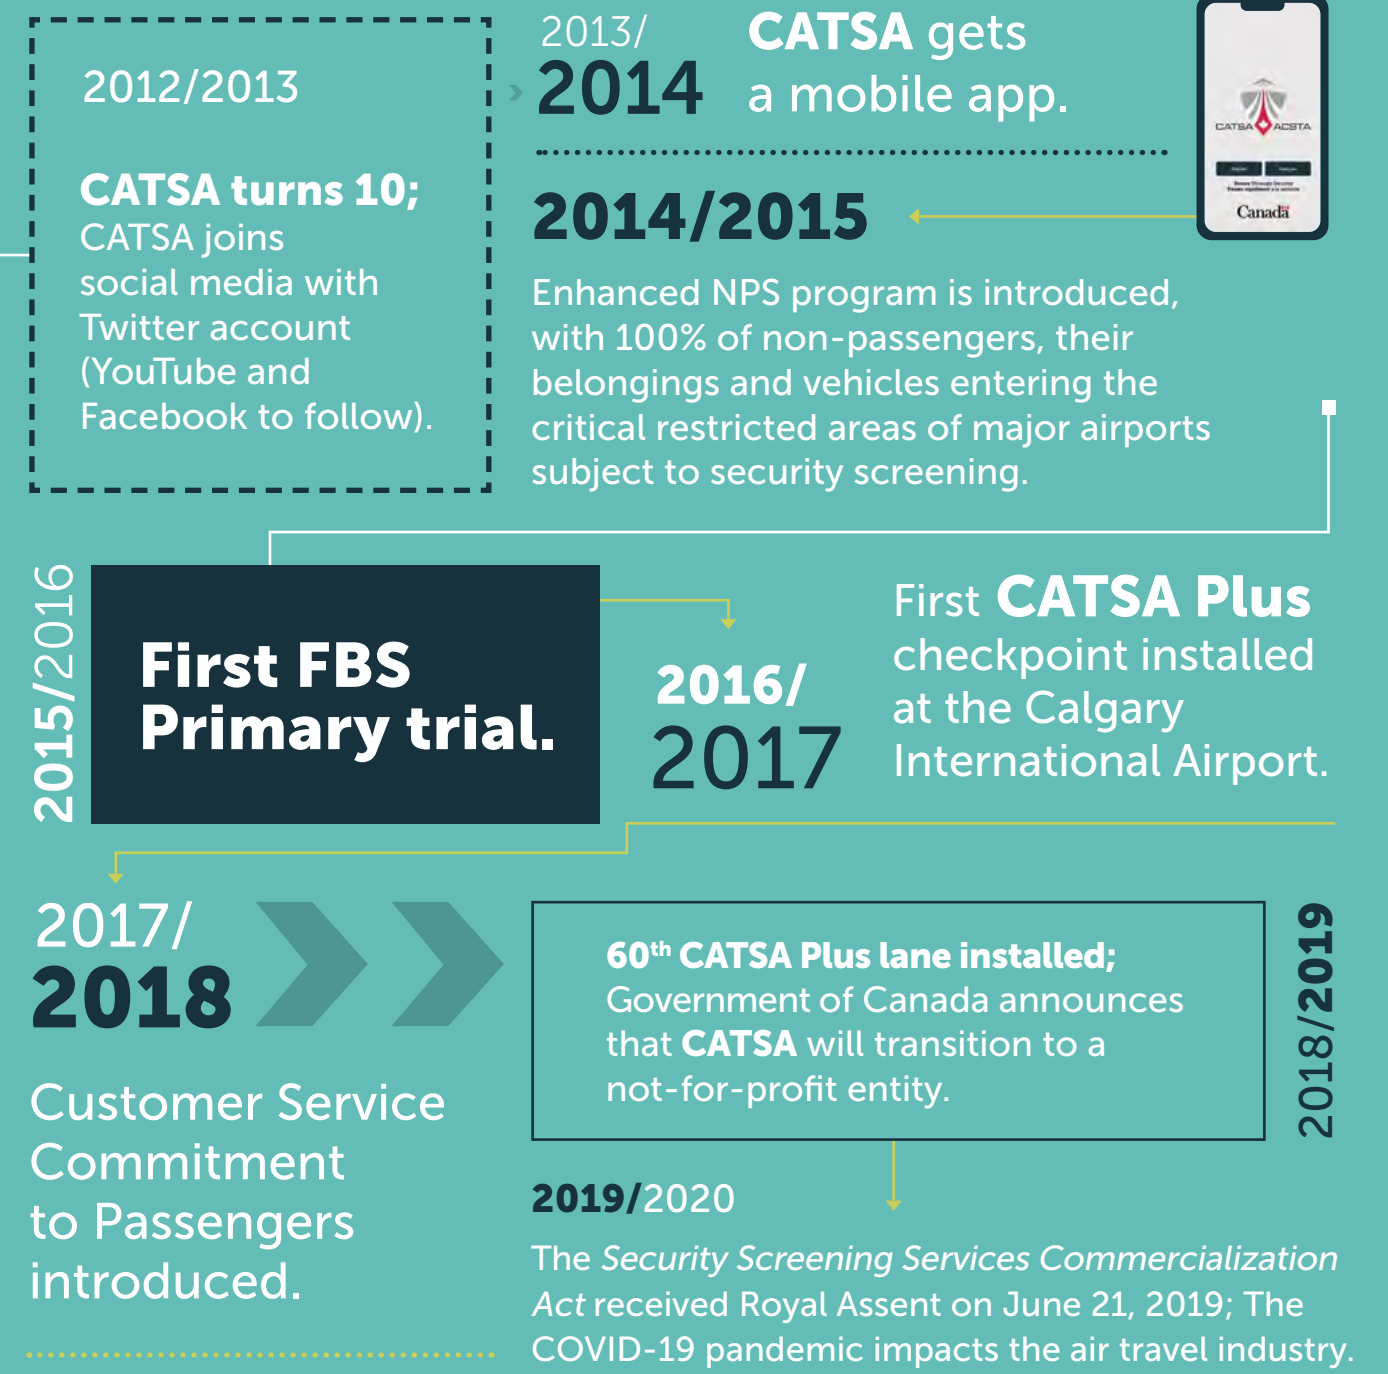 2012/2013
CATSA turns 10;
CATSA joins
social media with
Twitter account
(YouTube and
Facebook to follow).
2013/
2014
CATSA gets
a mobile app.
CATSA ACSTA
Canada
2014/2015
Enhanced NPS program is introduced,
with 100% of non-passengers, their
belongings and vehicles entering the
critical restricted areas of major airports
subject to security screening.
2015/2016
First FBS
Primary trial.
2016/
2017
First CATSA Plus
checkpoint installed
at the Calgary
International Airport.
2017/
2018
Customer Service
Commitment
to Passengers
introduced.
60th CATSA Plus lane installed;
Government of Canada announces
that CATSA will transition to a
not-for-profit entity.
2018/2019
2019/2020
The Security Screening Services Commercialization
Act received Royal Assent on June 21, 2019; The
COVID-19 pandemic impacts the air travel industry.